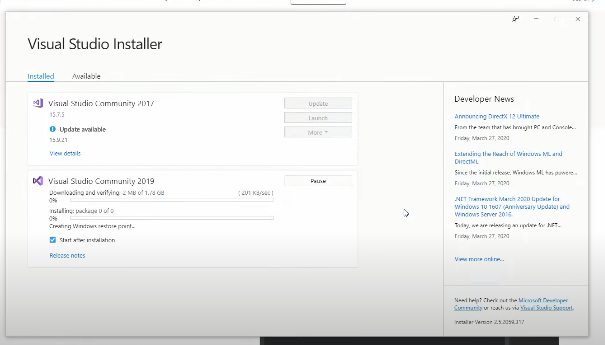 Visual Studio Installer
Installed
Available
Visual Studio Community 2017
15.7.5
Update available
15.9.21
View details
Update
Launch
More
Visual Studio Community 2019
Downloading and verifying: 2 MB of 1.78 GB
( 201 KB/sec )
0%
Installing: package 0 of 0
0%
Creating Windows restore point...
Start after installation
Release notes
Pause
Developer News
Announcing DirectX 12 Ultimate
From the team that has brought PC and Console...
Friday, March 27, 2020
Extending the Reach of Windows ML and
DirectML
Since the initial release, Windows ML has powere...
Friday, March 27, 2020
.NET Framework March 2020 Update for
Windows 10 1607 (Anniversary Update) and
Windows Server 2016.
Today, we are releasing an update for .NET...
Friday, March 27, 2020
View more online...
Need help? Check out the Microsoft Developer
Community or reach us via Visual Studio Support.
Installer Version 2.5.2059.317